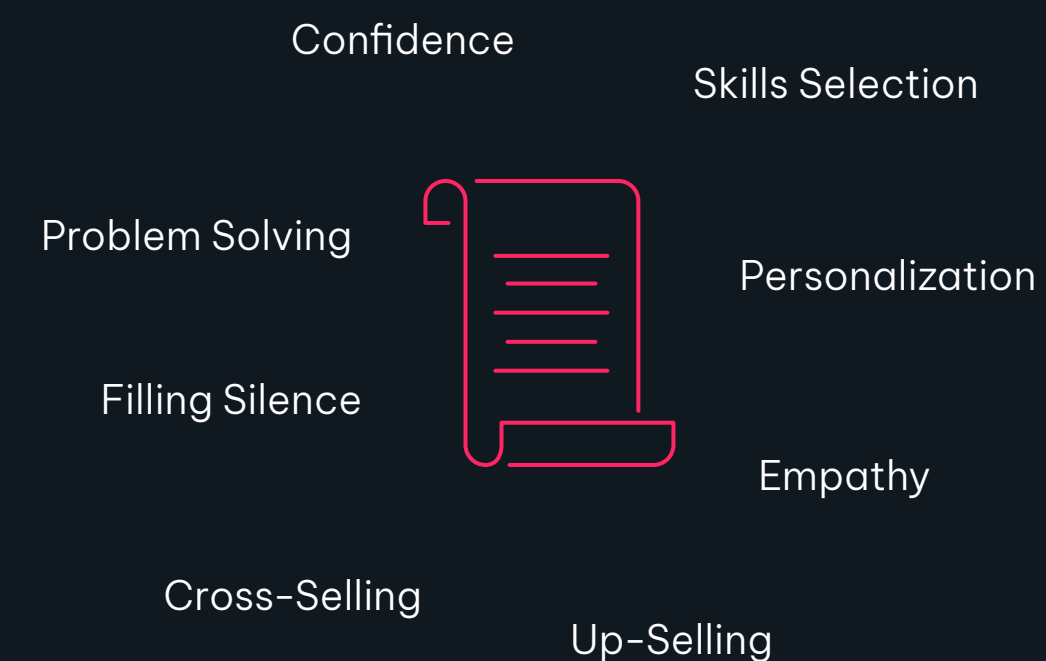 Confidence
Skills Selection
Problem Solving
Personalization
Filling Silence
Empathy
Cross-Selling
Up-Selling